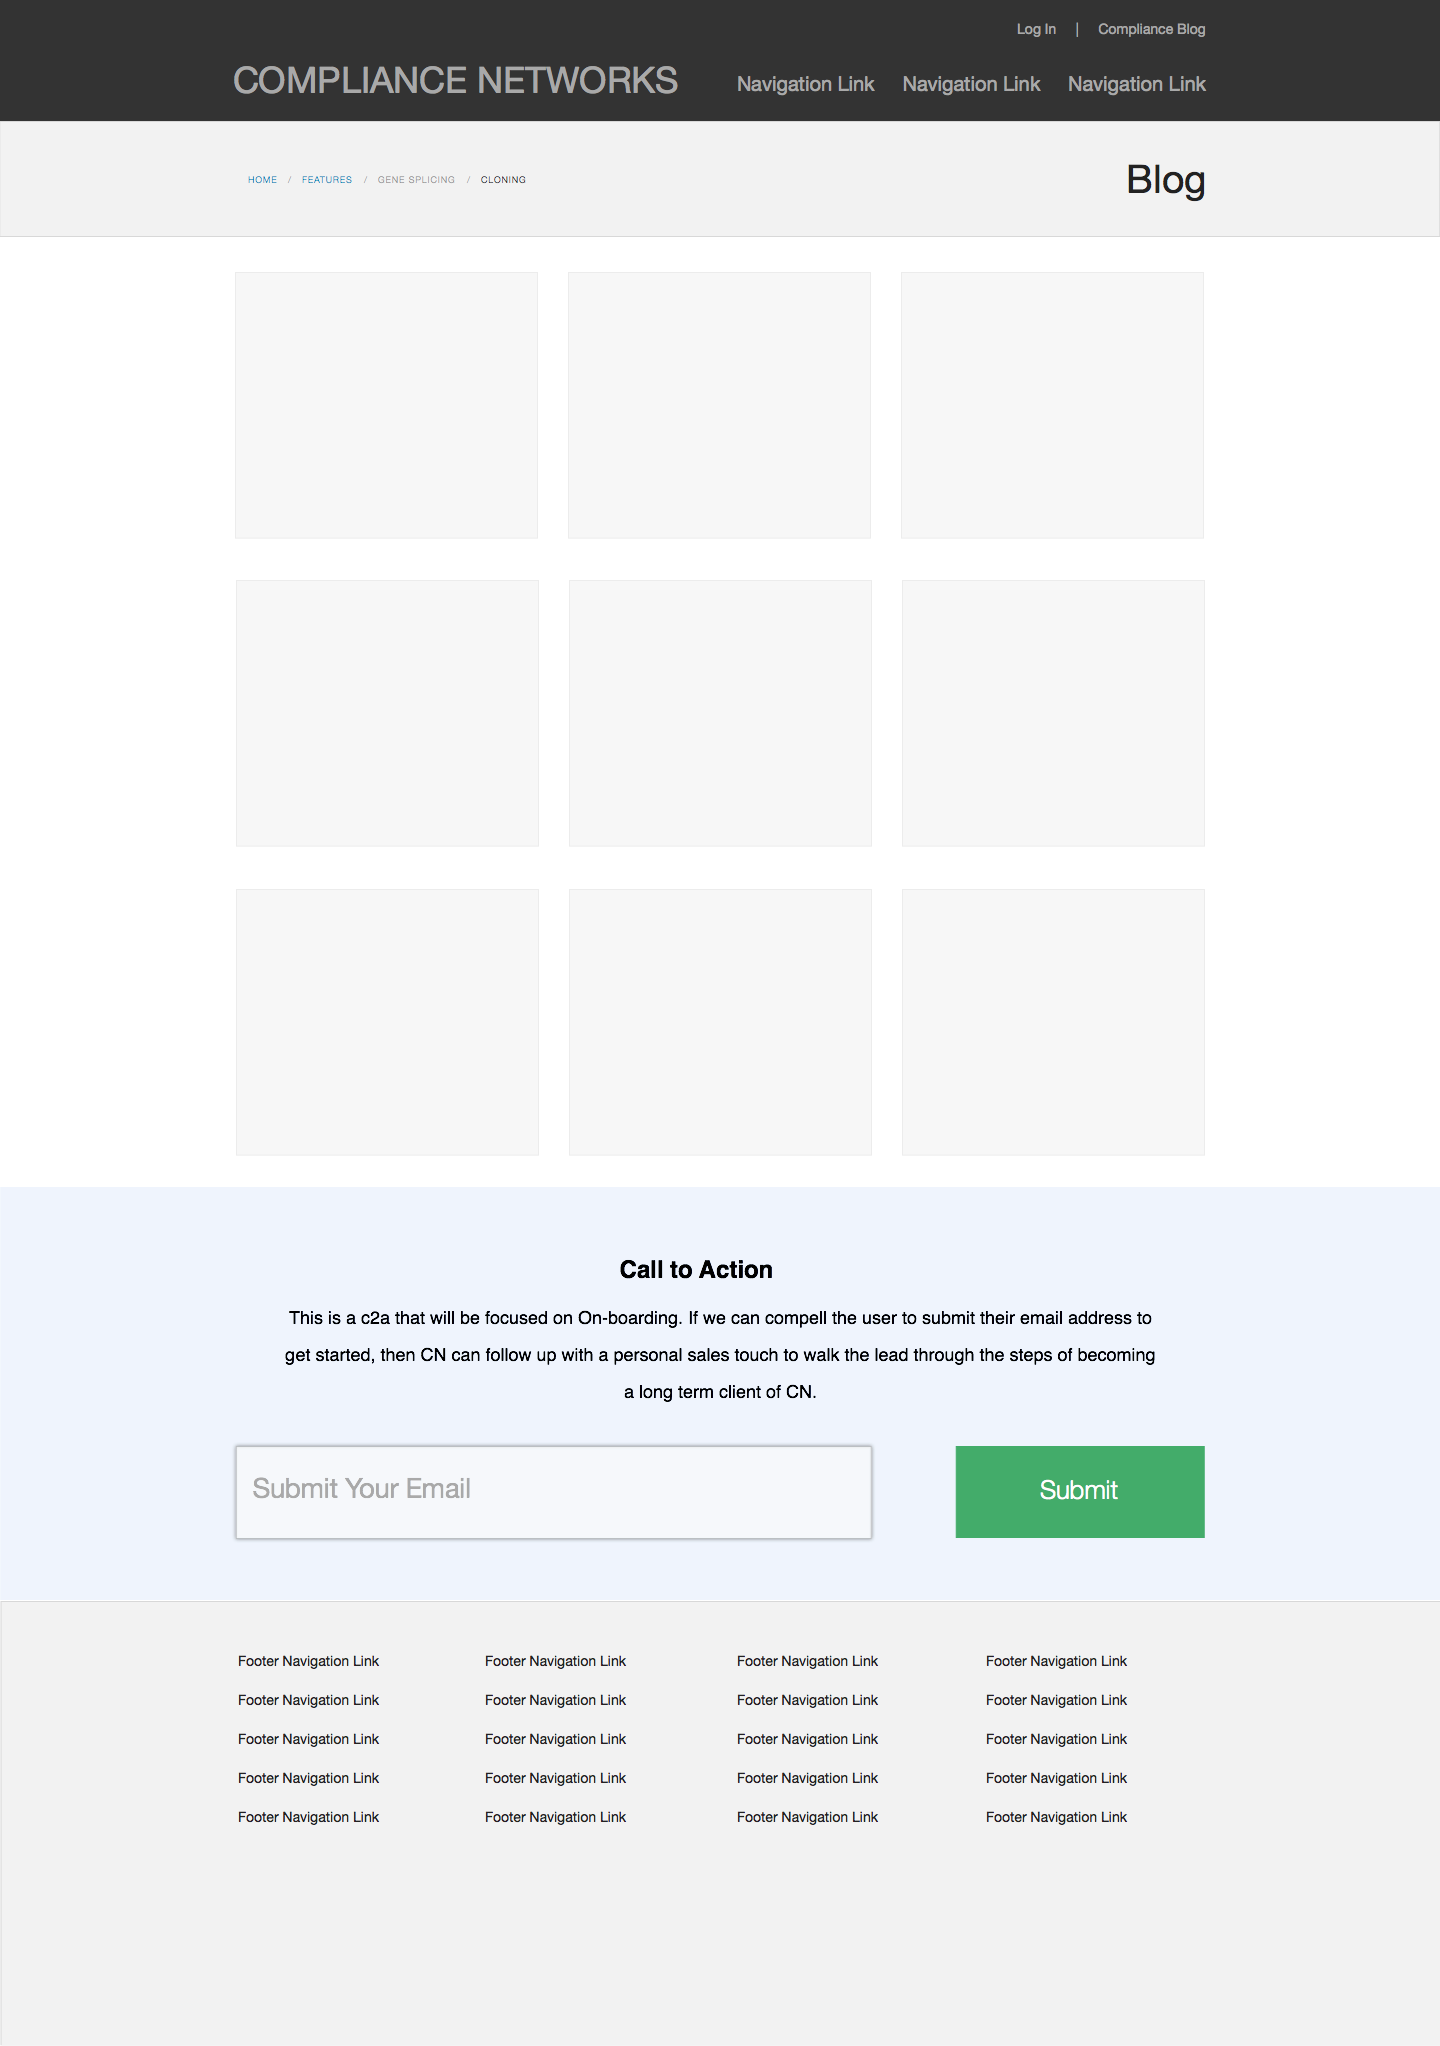 Log In | Compliance Blog
COMPLIANCE NETWORKS
Navigation Link Navigation Link Navigation Link
HOME / FEATURES / GENE SPLICING / CLONING
Blog
Call to Action
This is a c2a that will be focused on On-boarding. If we can compell the user to submit their email address to
get started, then CN can follow up with a personal sales touch to walk the lead through the steps of becoming
a long term client of CN.
Submit Your Email
Submit
Footer Navigation Link Footer Navigation Link Footer Navigation Link Footer Navigation Link
Footer Navigation Link Footer Navigation Link Footer Navigation Link Footer Navigation Link
Footer Navigation Link Footer Navigation Link Footer Navigation Link Footer Navigation Link
Footer Navigation Link Footer Navigation Link Footer Navigation Link Footer Navigation Link
Footer Navigation Link Footer Navigation Link Footer Navigation Link Footer Navigation Link